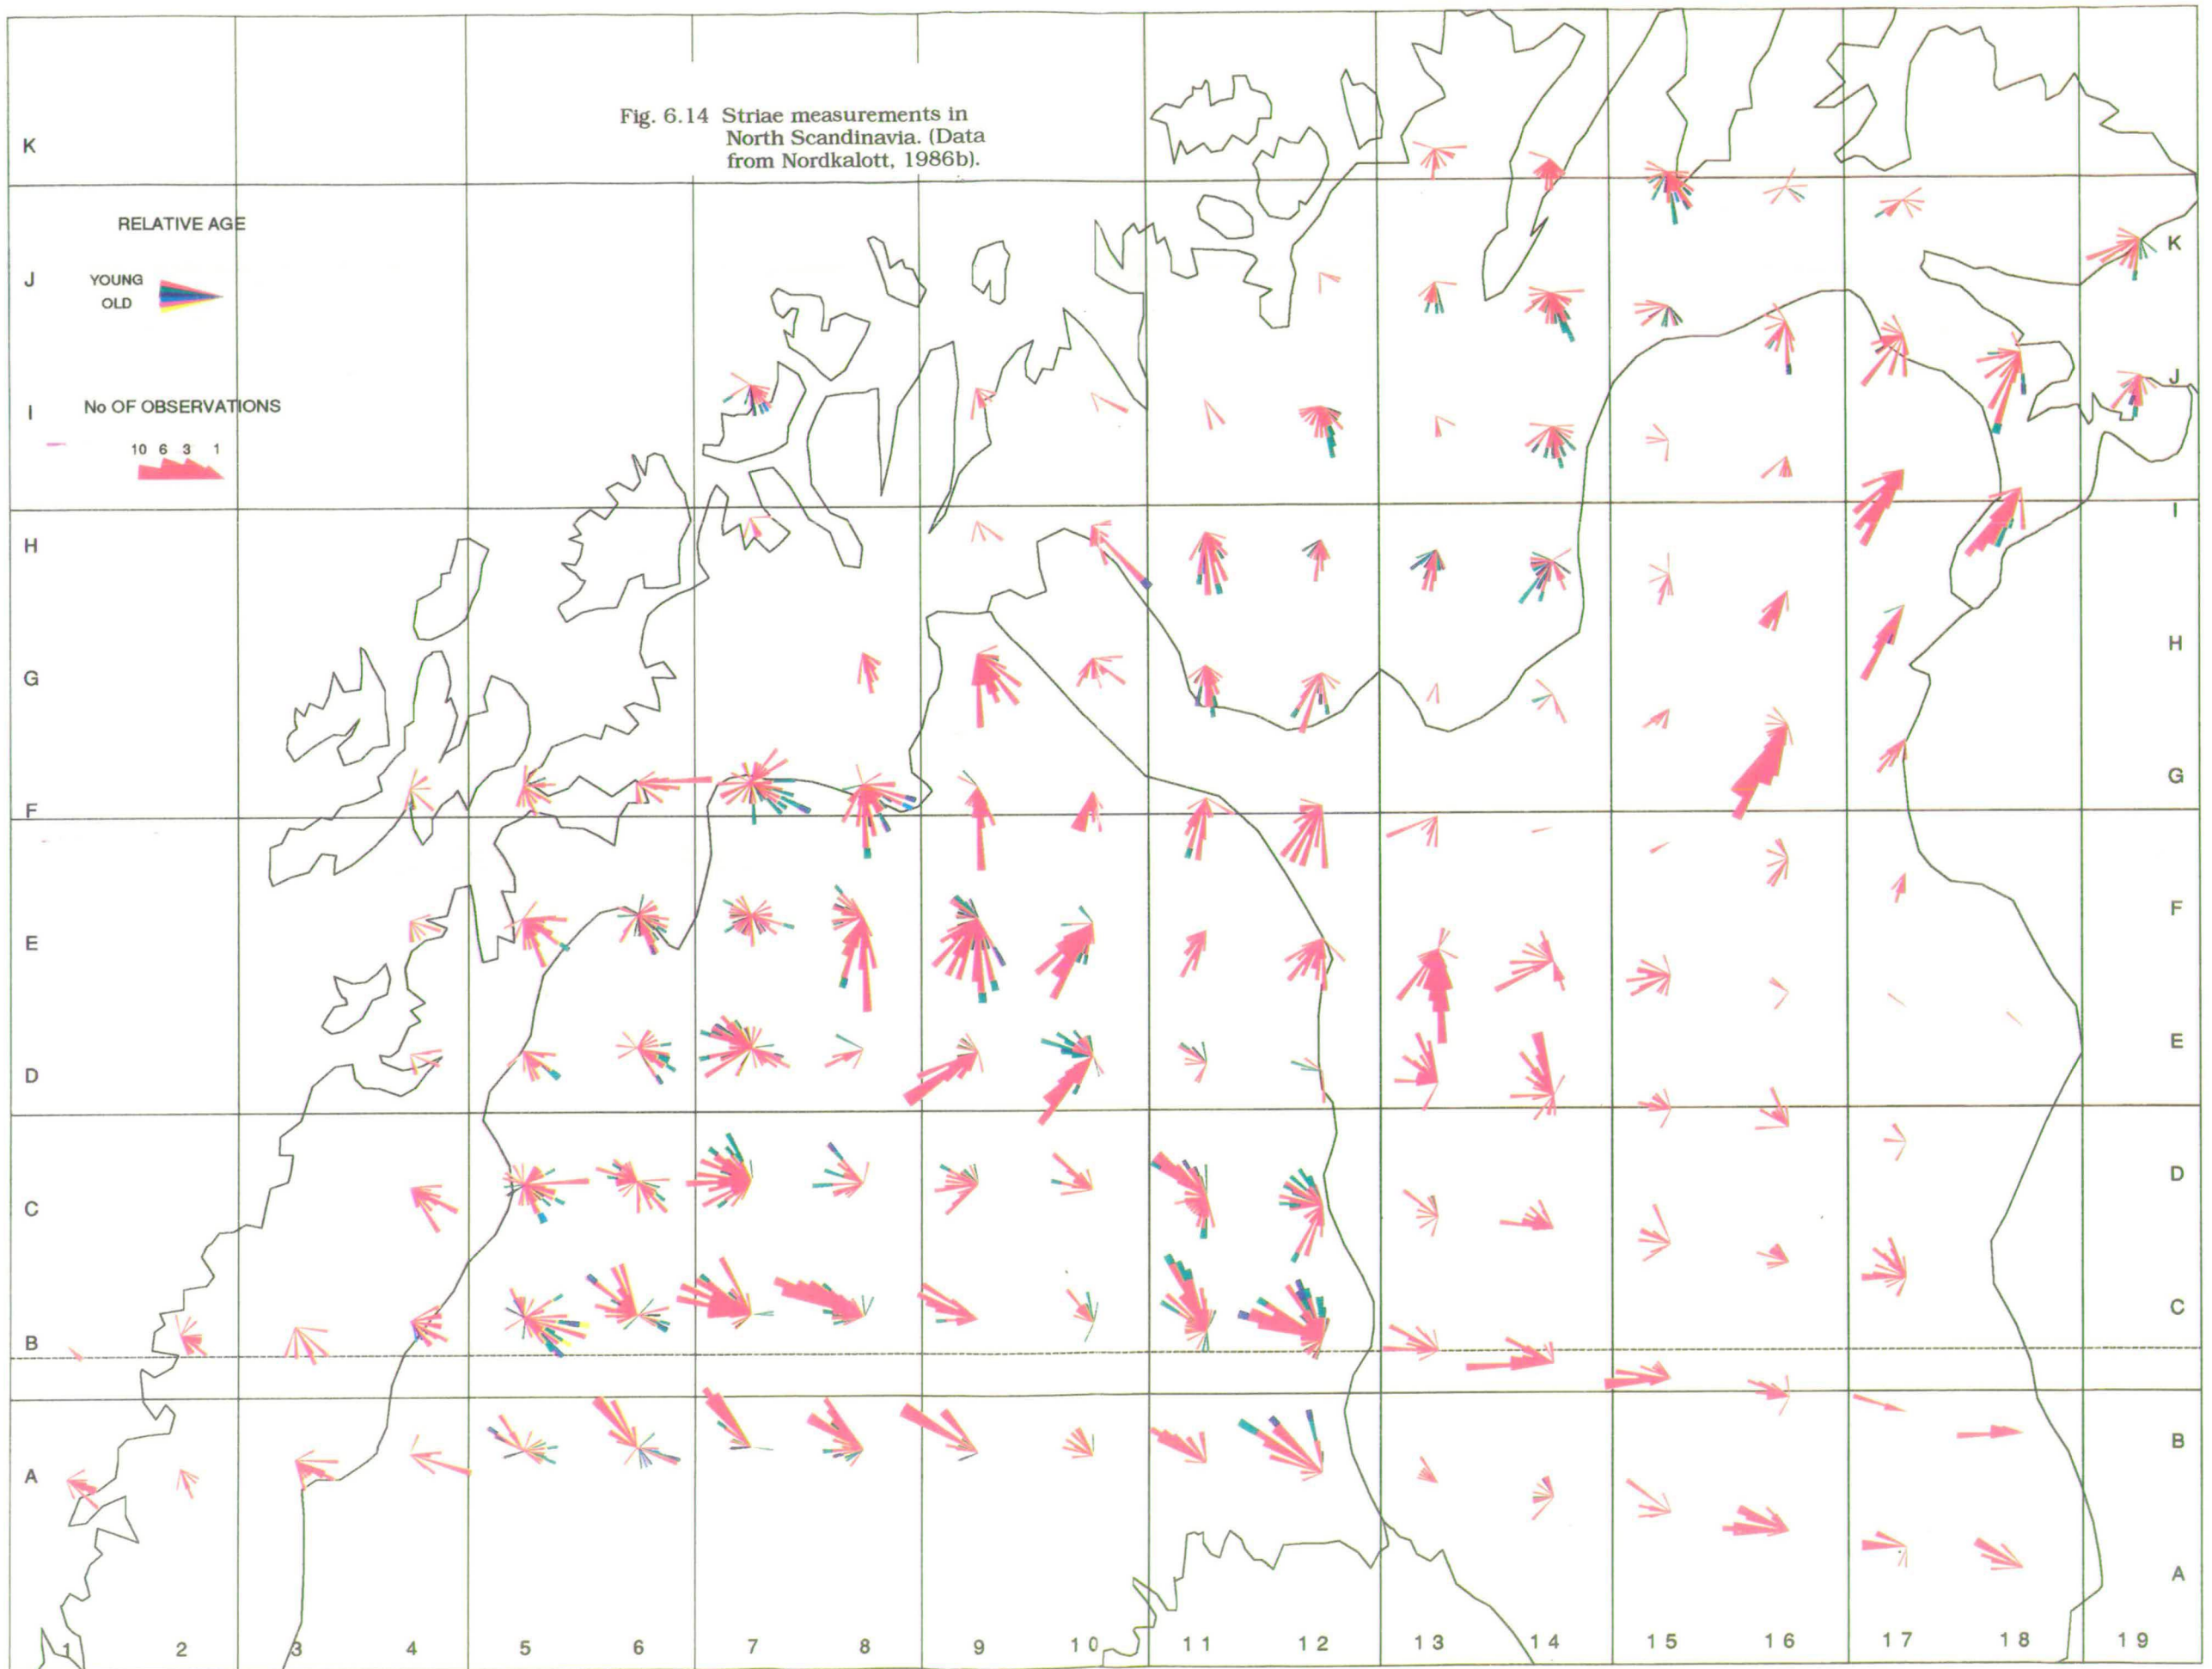 Fig. 6.14 Striae measurements in
North Scandinavia. (Data
from Nordkalott, 1986b).
K
RELATIVE AGE
K
J
YOUNG
OLD
J
I
No OF OBSERVATIONS
10 6 3 1
I
H
H
G
G
F
F
E
E
D
D
C
C
B
B
A
A
1 2 3 4 5 6 7 8 9 10 11 12 13 14 15 16 17 18 19